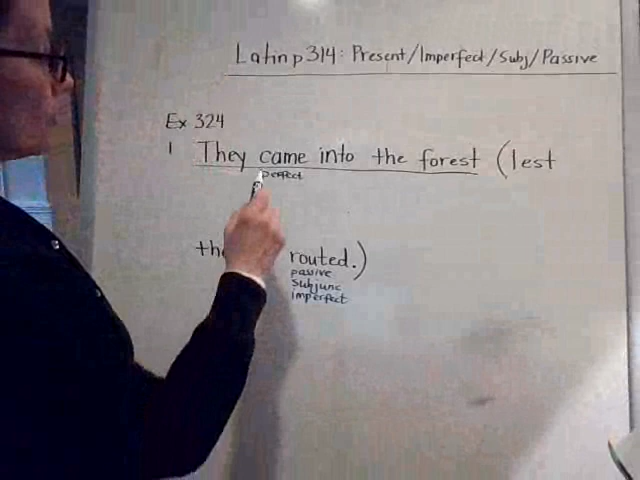 Latin p314: Present/Imperfect/Subj/Passive
Ex 324
1 They came into the forest (lest
perfect
routed.)
passive
subjunc
imperfect